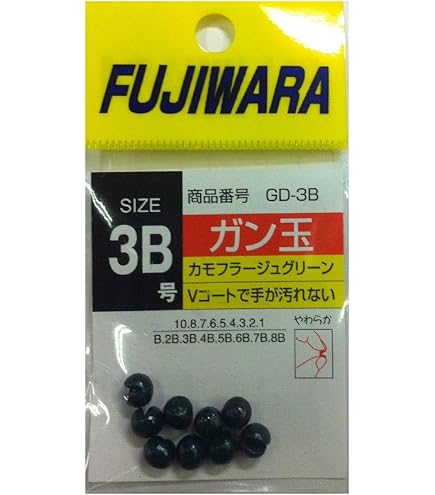 FUJIWARA
SIZE
3B
号
商品番号 GD-3B
ガン玉
カモフラージュグリーン
Vコートで手が汚れない
10.8.7.6.5.4.3.2.1
B.2B.3B.4B.5B.6B.7B.8B
やわらか